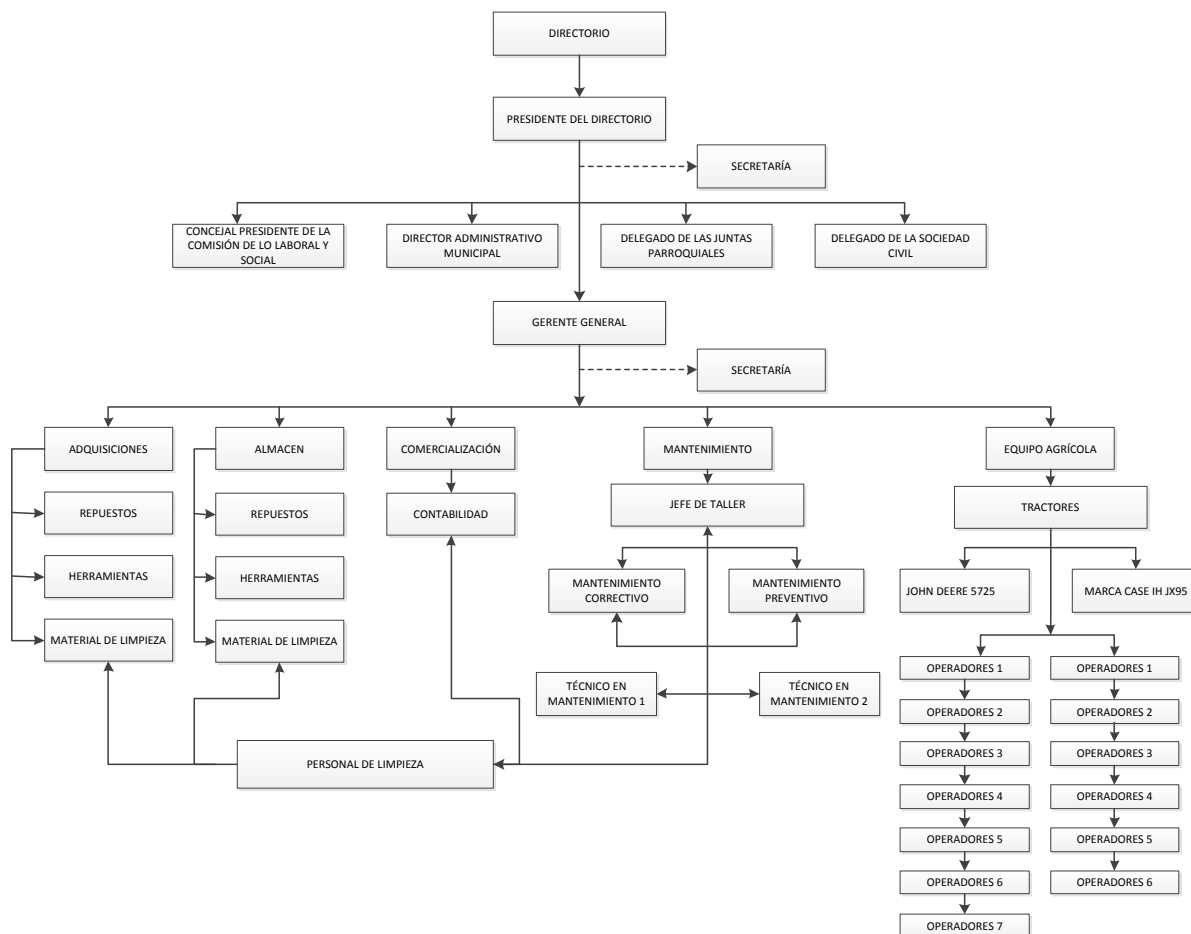 DIRECTORIO
PRESIDENTE DEL DIRECTORIO
SECRETARÍA
CONCEJAL PRESIDENTE DE LA
COMISIÓN DE LO LABORAL Y
SOCIAL
DIRECTOR ADMINISTRATIVO
MUNICIPAL
DELEGADO DE LAS JUNTAS
PARROQUIALES
DELEGADO DE LA SOCIEDAD
CIVIL
GERENTE GENERAL
SECRETARÍA
ADQUISICIONES
ALMACEN
COMERCIALIZACIÓN
MANTENIMIENTO
EQUIPO AGRÍCOLA
REPUESTOS
REPUESTOS
CONTABILIDAD
JEFE DE TALLER
TRACTORES
HERRAMIENTAS
HERRAMIENTAS
MANTENIMIENTO
CORRECTIVO
MANTENIMIENTO
PREVENTIVO
JOHN DEERE 5725
MARCA CASE IH JX95
MATERIAL DE LIMPIEZA
MATERIAL DE LIMPIEZA
TÉCNICO EN
MANTENIMIENTO 1
TÉCNICO EN
MANTENIMIENTO 2
PERSONAL DE LIMPIEZA
OPERADORES 1
OPERADORES 2
OPERADORES 3
OPERADORES 4
OPERADORES 5
OPERADORES 6
OPERADORES 7
OPERADORES 1
OPERADORES 2
OPERADORES 3
OPERADORES 4
OPERADORES 5
OPERADORES 6